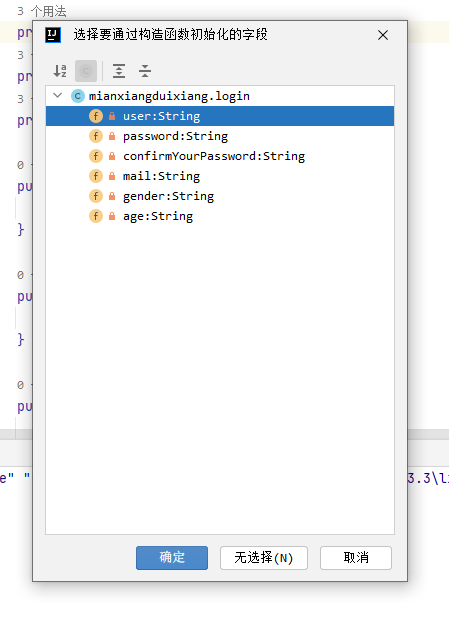 3 个用法
pr
选择要通过构造函数初始化的字段
3
pr
3
pr
mianxiangduixiang.login
user:String
password:String
confirmYourPassword:String
mail:String
gender:String
age:String
0
pu
}
0
pu
}
0
pu
e" "
3.3\li
确定
无选择(N)
取消